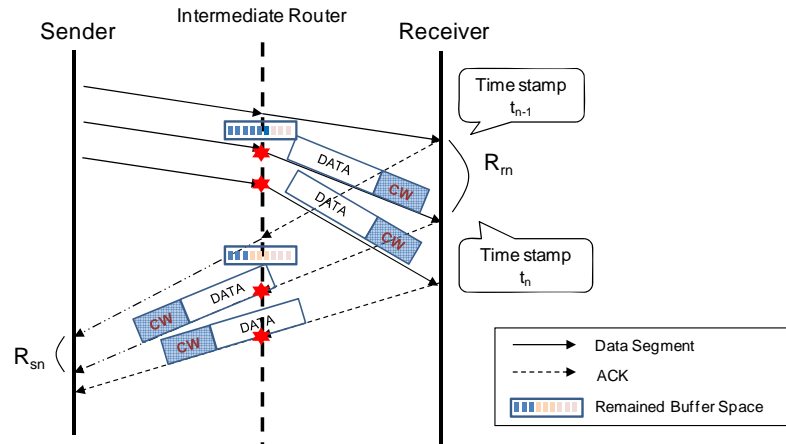 Intermediate Router
Sender
Receiver
Time stamp
tn-1
DATA
CW
Rrn
DATA
CW
Time stamp
tn
DATA
CW
DATA
CW
Rsn
Data Segment
ACK
Remained Buffer Space